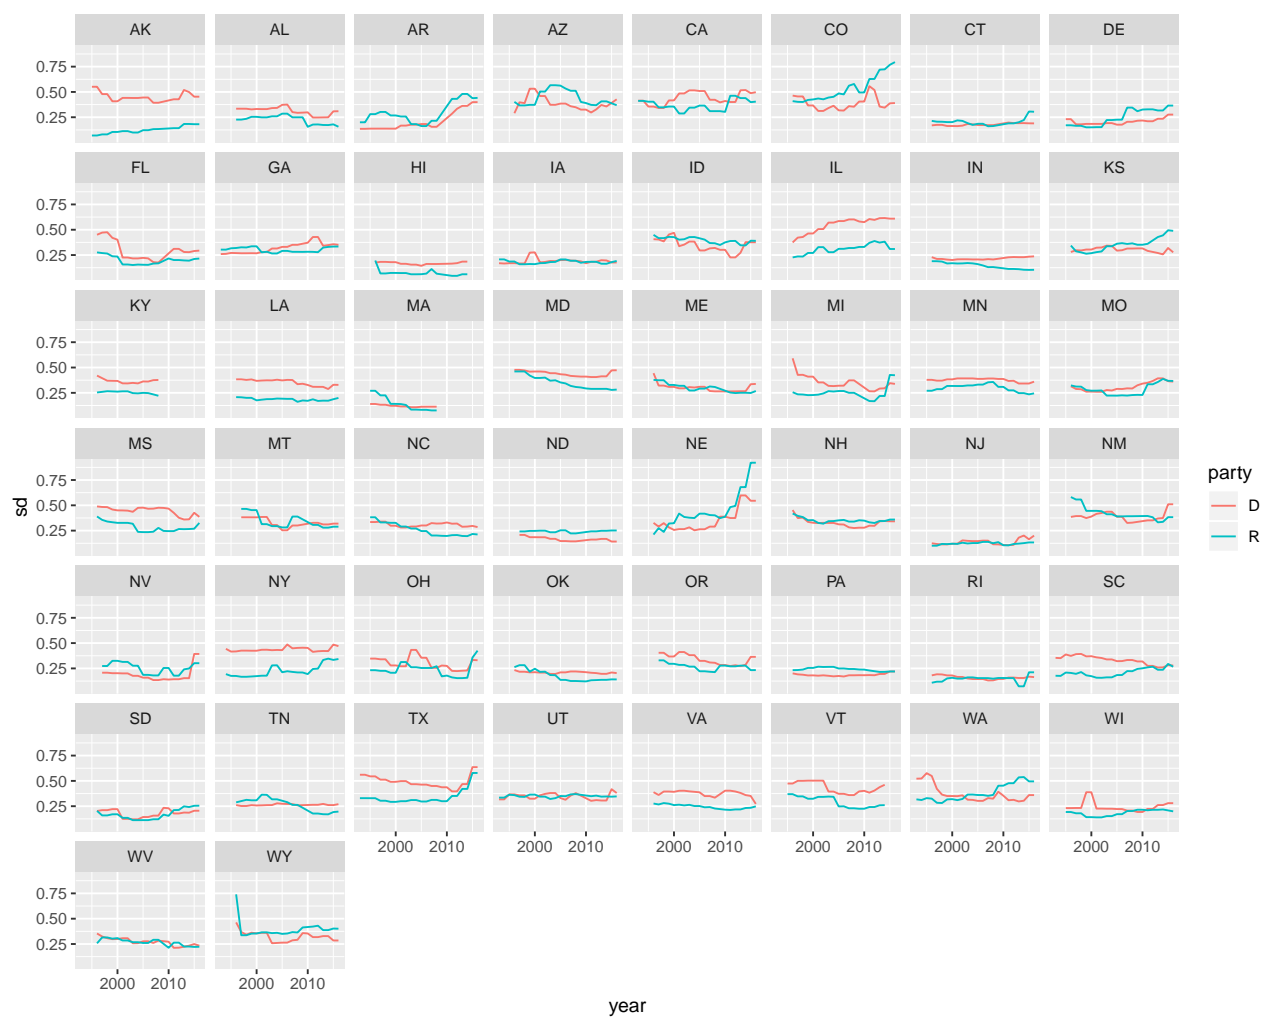 AK AL AR AZ CA CO CT DE
0.75
0.50
0.25
FL GA HI IA ID IL IN KS
0.75
0.50
0.25
KY LA MA MD ME MI MN MO
0.75
0.50
0.25
MS MT NC ND NE NH NJ NM
0.75
0.50
0.25
NV NY OH OK OR PA RI SC
0.75
0.50
0.25
SD TN TX UT VA VT WA WI
0.75
0.50
0.25
2000 2010 2000 2010 2000 2010 2000 2010 2000 2010 2000 2010
WV WY
0.75
0.50
0.25
2000 2010 2000 2010
year
sd
party
D
R